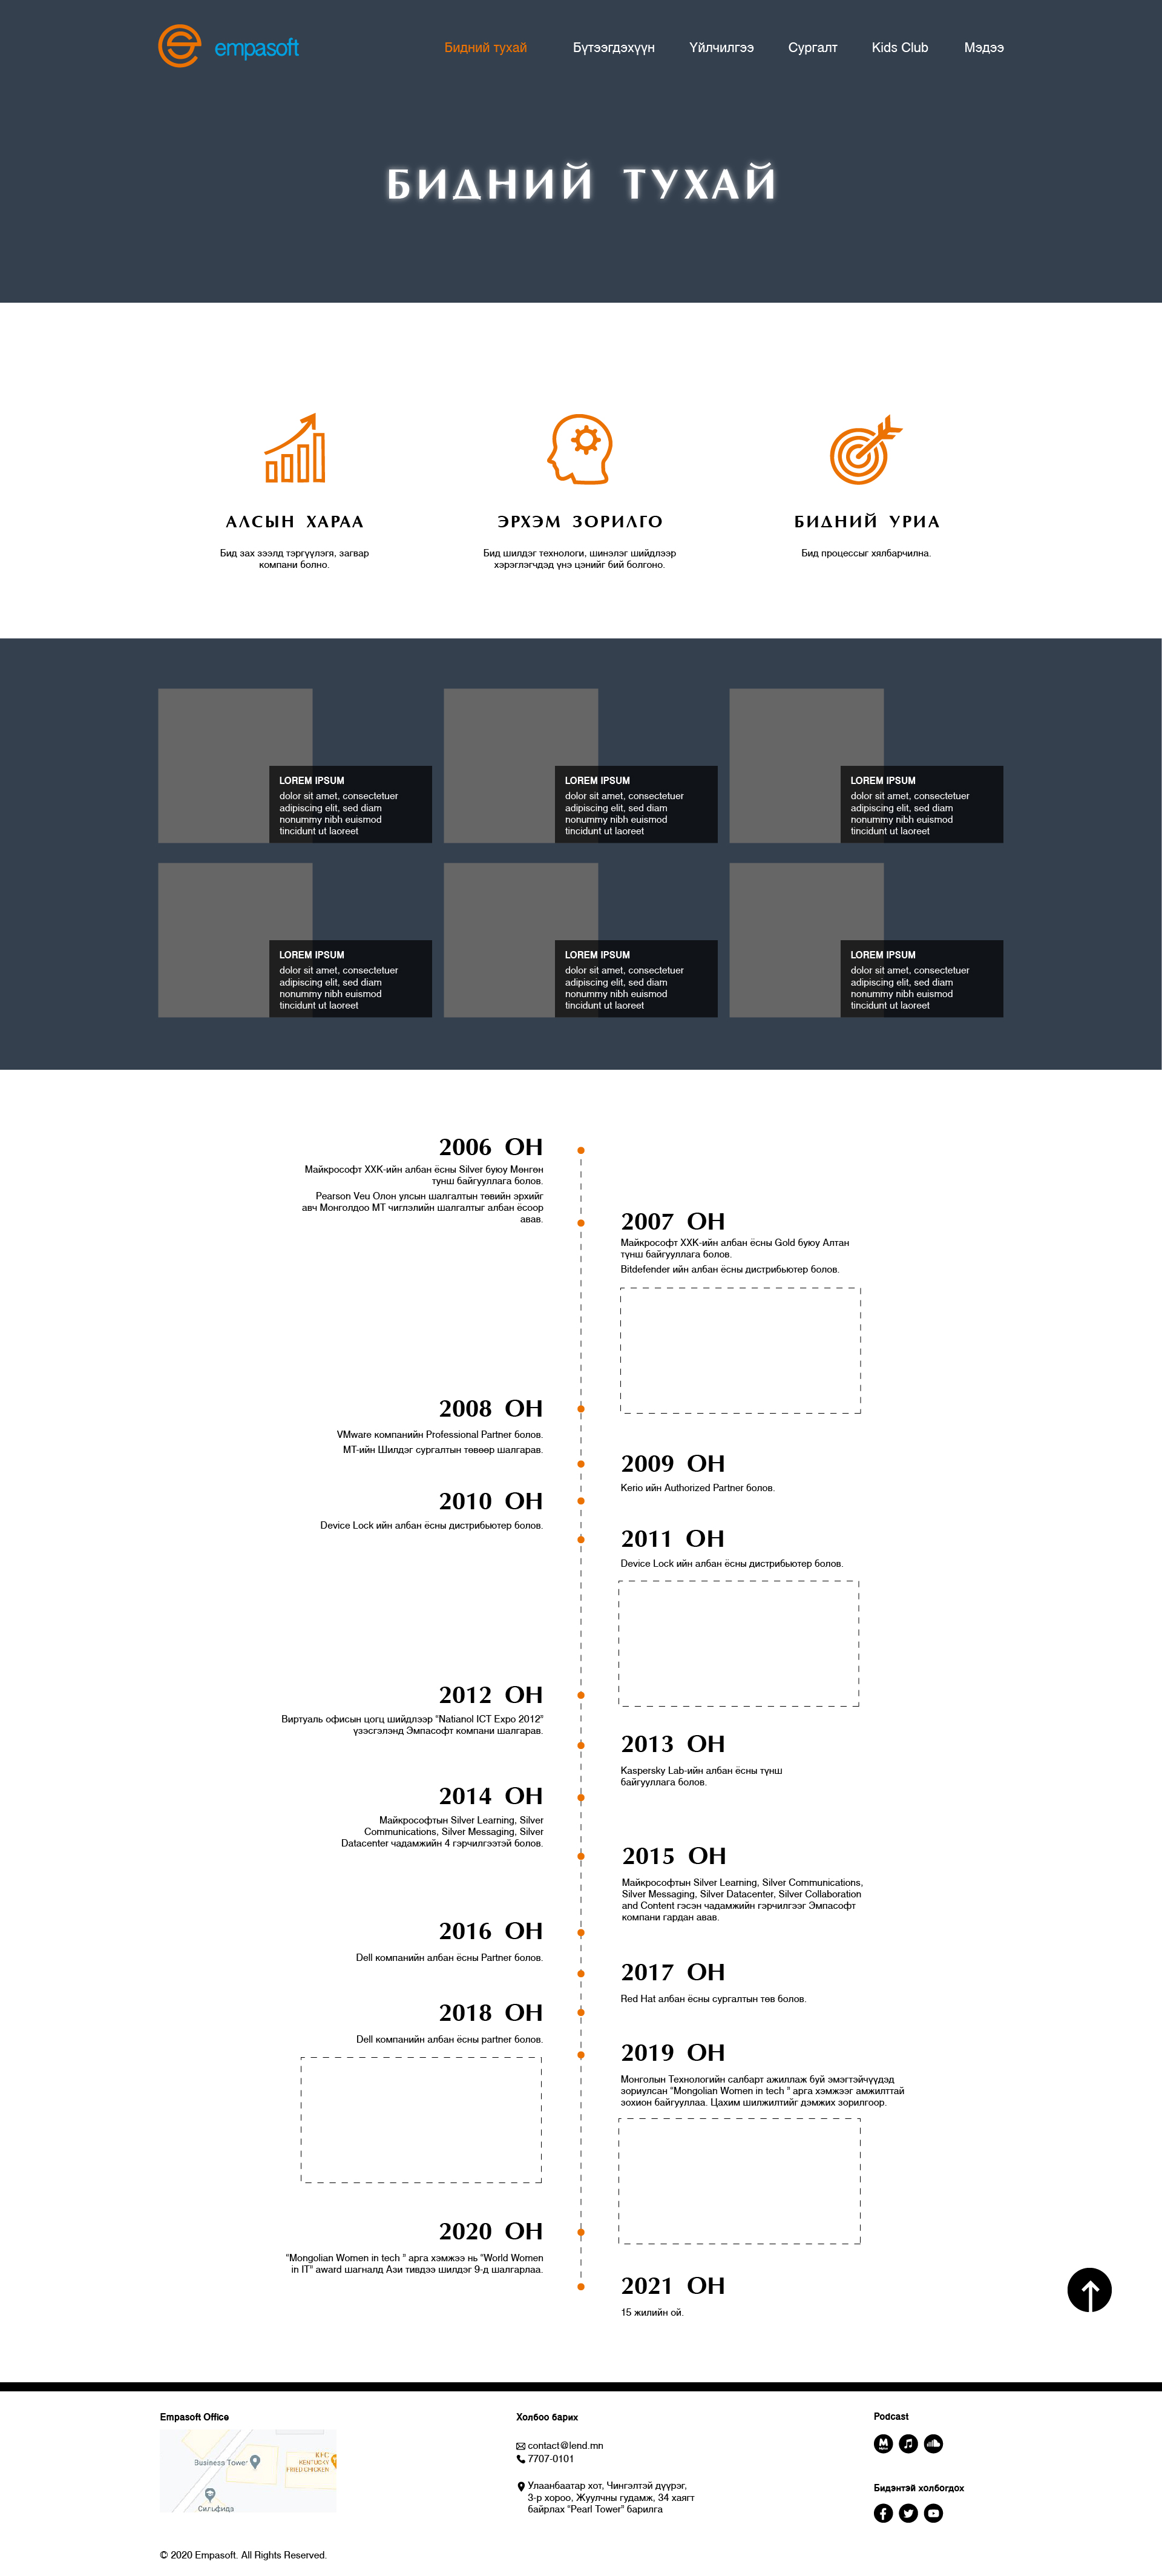 empasoft
Бидний тухай
Бүтээгдэхүүн
Үйлчилгээ
Сургалт
Kids Club
Мэдээ
БИДНИЙ ТУХАЙ
АЛСЫН ХАРАА
Бид зах зээлд тэргүүлэгя, загвар
компани болно.
ЭРХЭМ ЗОРИЛГО
Бид шилдэг технологи, шинэлэг шийдлээр
хэрэглэгчдэд үнэ цэнийг бий болгоно.
БИДНИЙ УРИА
Бид процессыг хялбарчилна.
LOREM IPSUM
dolor sit amet, consectetuer
adipiscing elit, sed diam
nonummy nibh euismod
tincidunt ut laoreet
LOREM IPSUM
dolor sit amet, consectetuer
adipiscing elit, sed diam
nonummy nibh euismod
tincidunt ut laoreet
LOREM IPSUM
dolor sit amet, consectetuer
adipiscing elit, sed diam
nonummy nibh euismod
tincidunt ut laoreet
LOREM IPSUM
dolor sit amet, consectetuer
adipiscing elit, sed diam
nonummy nibh euismod
tincidunt ut laoreet
LOREM IPSUM
dolor sit amet, consectetuer
adipiscing elit, sed diam
nonummy nibh euismod
tincidunt ut laoreet
LOREM IPSUM
dolor sit amet, consectetuer
adipiscing elit, sed diam
nonummy nibh euismod
tincidunt ut laoreet
2006 ОН
Майкрософт ХХК-ийн албан ёсны Silver буюу Мөнгөн
тунш байгууллага болов.
Pearson Veu Олон улсын шалгалтын төвийн эрхийг
авч Монголдоо МТ чиглэлийн шалгалтыг албан ёсоор
авав.
2007 ОН
Майкрософт ХХК-ийн албан ёсны Gold буюу Алтан
түнш байгууллага болов.
Bitdefender ийн албан ёсны дистрибьютер болов.
2008 ОН
VMware компанийн Professional Partner болов.
МТ-ийн Шилдэг сургалтын төвөөр шалгарав.
2009 ОН
Kerio ийн Authorized Partner болов.
2010 ОН
Device Lock ийн албан ёсны дистрибьютер болов.
2011 ОН
Device Lock ийн албан ёсны дистрибьютер болов.
2012 ОН
Виртуаль офисын цогц шийдлээр “Natianol ICT Expo 2012”
үзэсгэлэнд Эмпасофт компани шалгарав.
2013 ОН
Kaspersky Lab-ийн албан ёсны түнш
байгууллага болов.
2014 ОН
Майкрософтын Silver Learning, Silver
Communications, Silver Messaging, Silver
Datacenter чадамжийн 4 гэрчилгээтэй болов.
2015 ОН
Майкрософтын Silver Learning, Silver Communications,
Silver Messaging, Silver Datacenter, Silver Collaboration
and Content гэсэн чадамжийн гэрчилгээг Эмпасофт
компани гардан авав.
2016 ОН
Dell компанийн албан ёсны Partner болов.
2017 ОН
Red Hat албан ёсны сургалтын төв болов.
2018 ОН
Dell компанийн албан ёсны partner болов.
2019 ОН
Монголын Технологийн салбарт ажиллаж буй эмэгтэйчүүдэд
зориулсан “Mongolian Women in tech ” арга хэмжээг амжилттай
зохион байгууллаа. Цахим шилжилтийг дэмжих зорилгоор.
2020 ОН
“Mongolian Women in tech ” арга хэмжээ нь “World Women
in IT” award шагналд Ази тивдээ шилдэг 9-д шалгарлаа.
2021 ОН
15 жилийн ой.
Empasoft Office
Business Tower
KFC
KENTUCKY
FRIED CHICKEN
Сильфида
Холбоо барих
contact@lend.mn
7707-0101
Улаанбаатар хот, Чингэлтэй дүүрэг,
3-р хороо, Жуулчны гудамж, 34 хаягт
байрлах “Pearl Tower” барилга
Podcast
Бидэнтэй холбогдох
© 2020 Empasoft. All Rights Reserved.